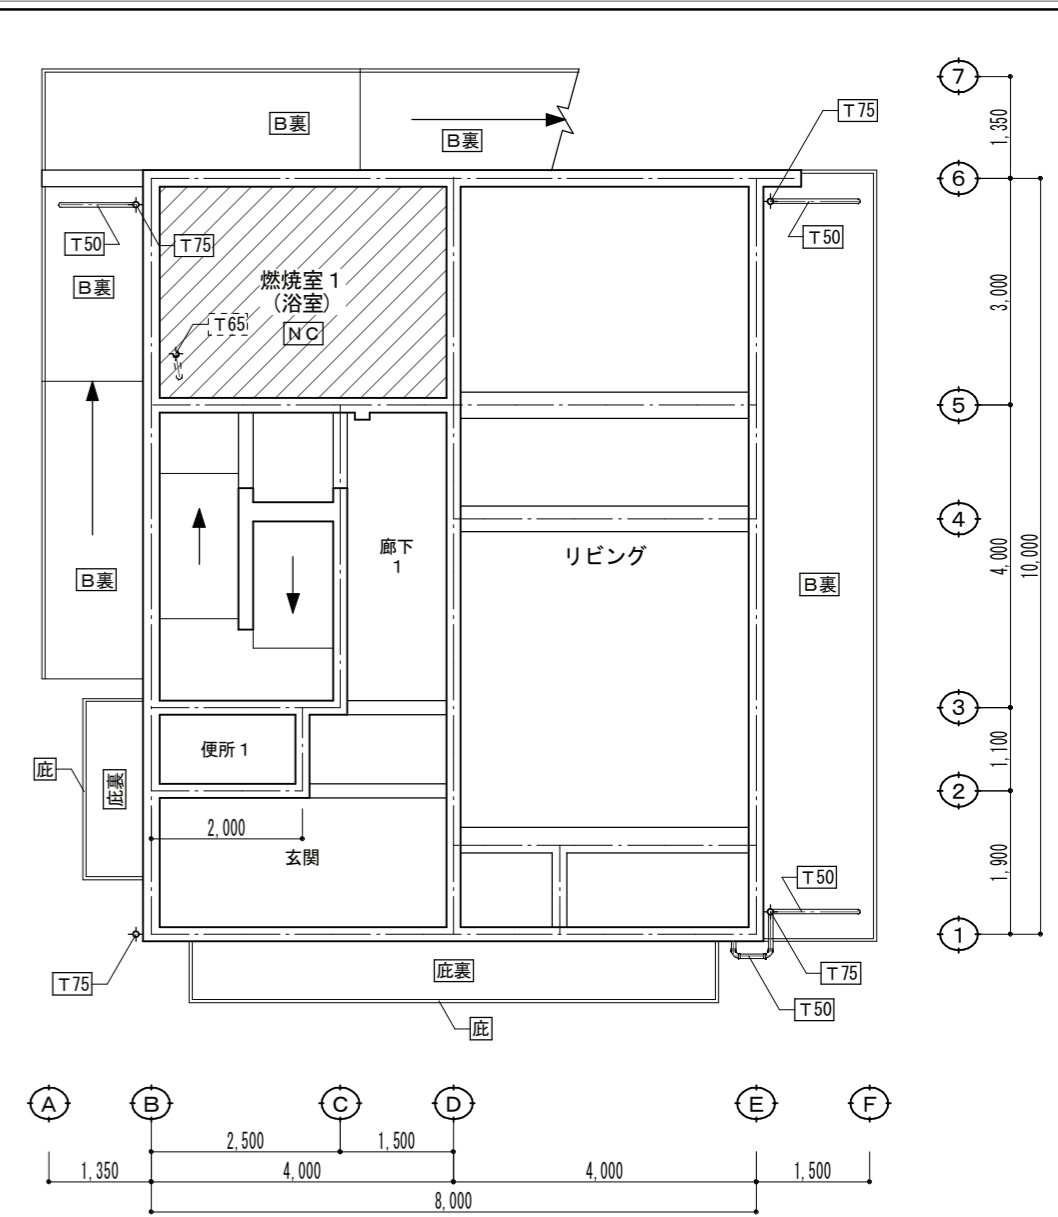 7
B裏
T75
1,350
B裏
6
T50
T75
T50
B裏
燃焼室1
(浴室)
NC
T65
3,000
5
4
廊下
1
リビング
4,000
10,000
B裏
B裏
3
便所1
1,100
庇
庇裏
2
2,000
玄関
1,900
T50
1
庇裏
T75
T75
T50
庇
A
B
C
D
E
F
2,500
1,500
1,350
4,000
4,000
1,500
8,000